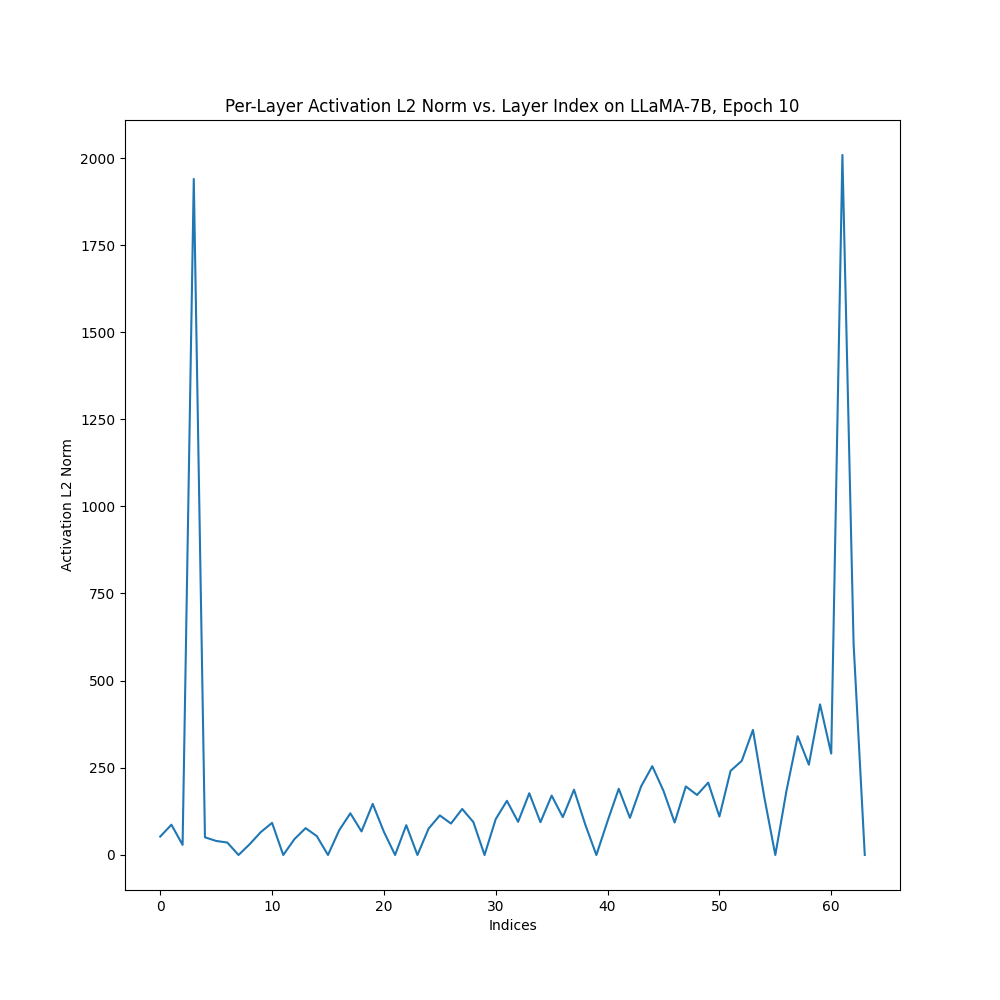 Per-Layer Activation L2 Norm vs. Layer Index on LLaMA-7B, Epoch 10
2000
1750
1500
1250
1000
750
500
250
0
Activation L2 Norm
0 10 20 30 40 50 60
Indices